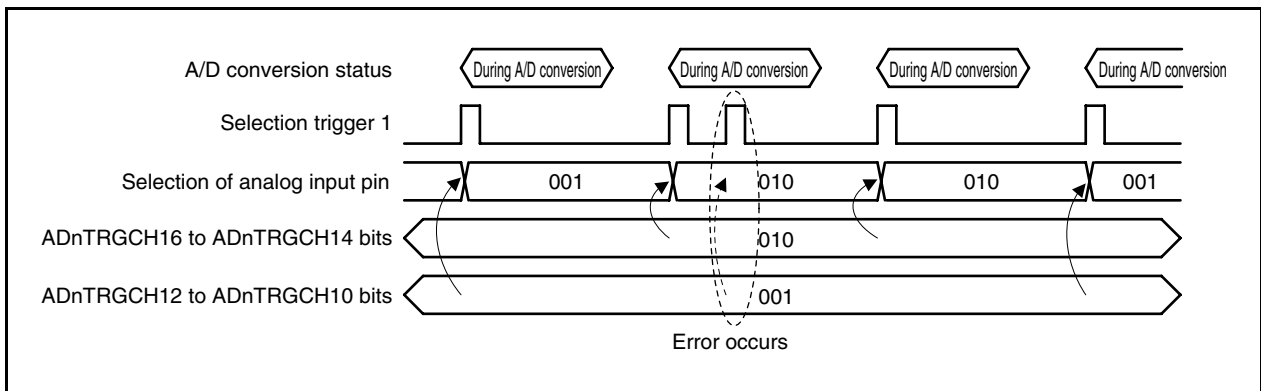 A/D conversion status During A/D conversion During A/D conversion During A/D conversion During A/D conversion
Selection trigger 1
Selection of analog input pin 001 010 010 001
ADnTRGCH16 to ADnTRGCH14 bits 010
ADnTRGCH12 to ADnTRGCH10 bits 001
Error occurs